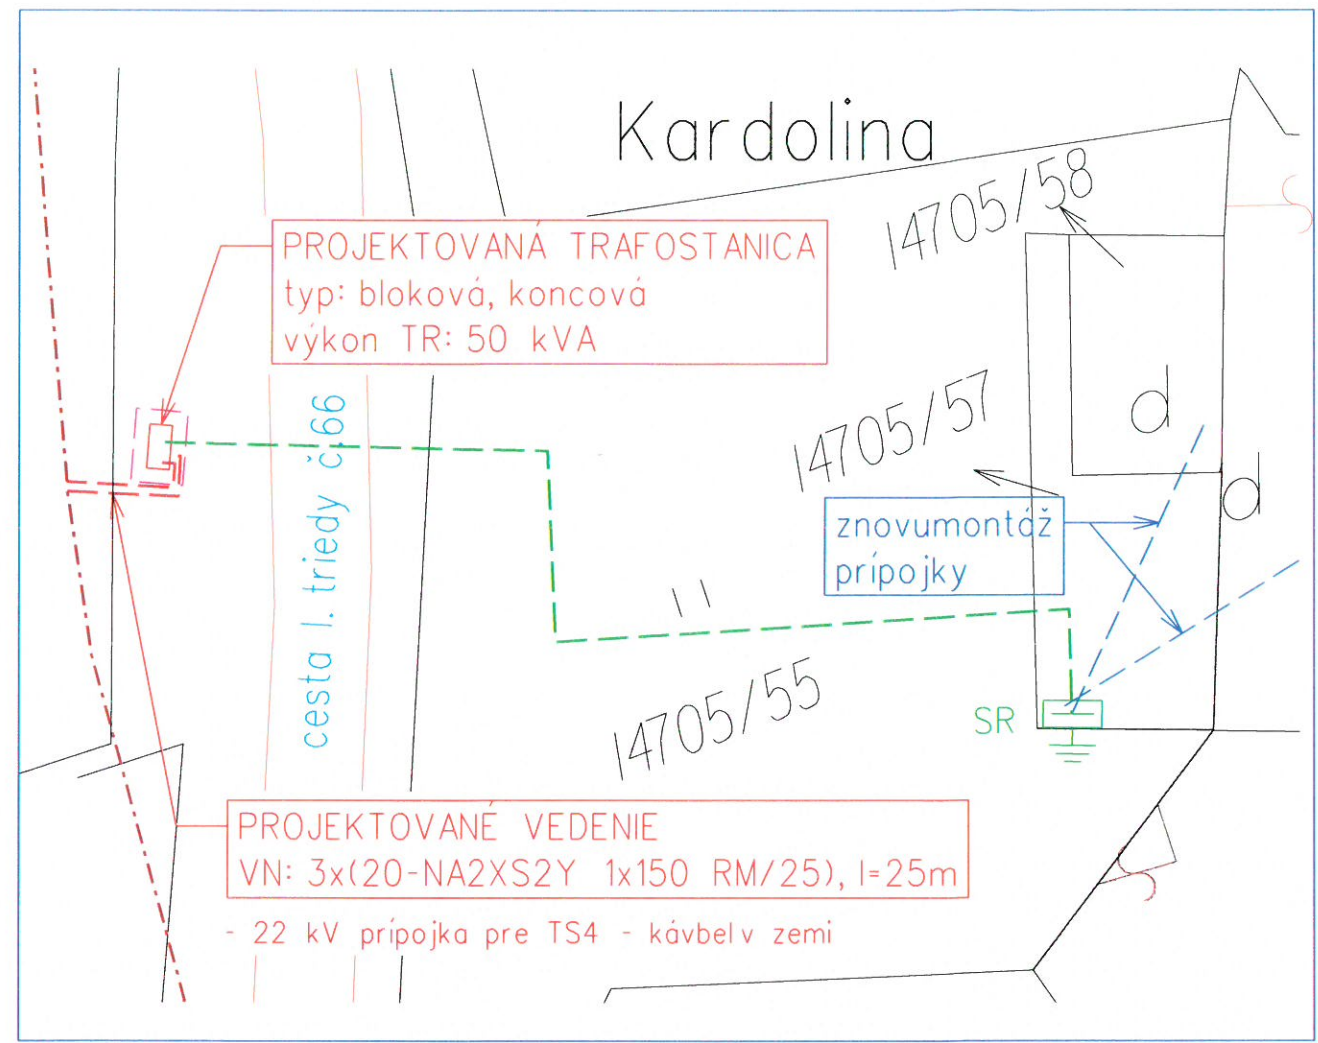 Kardolina
14705/58
PROJEKTOVANÁ TRAFOSTANICA
typ: bloková, koncová
výkon TR: 50 kVA
14705/57
d
d
cesta I. triedy č.66
znovumontáž
prípojky
14705/55
SR
PROJEKTOVANÉ VEDENIE
VN: 3x(20-NA2XS2Y 1x150 RM/25), l=25m
- 22 kV prípojka pre TS4 - kávbel v zemi